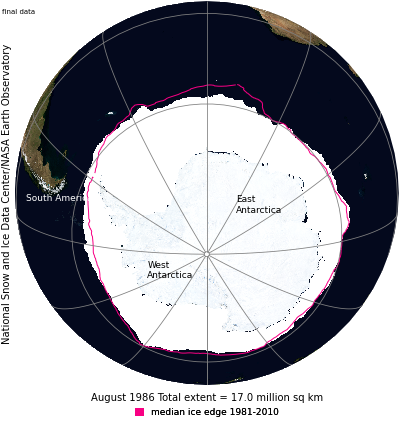 final data
National Snow and Ice Data Center/NASA Earth Observatory
South Ameri
East
Antarctica
West
Antarctica
August 1986 Total extent = 17.0 million sq km
median ice edge 1981-2010